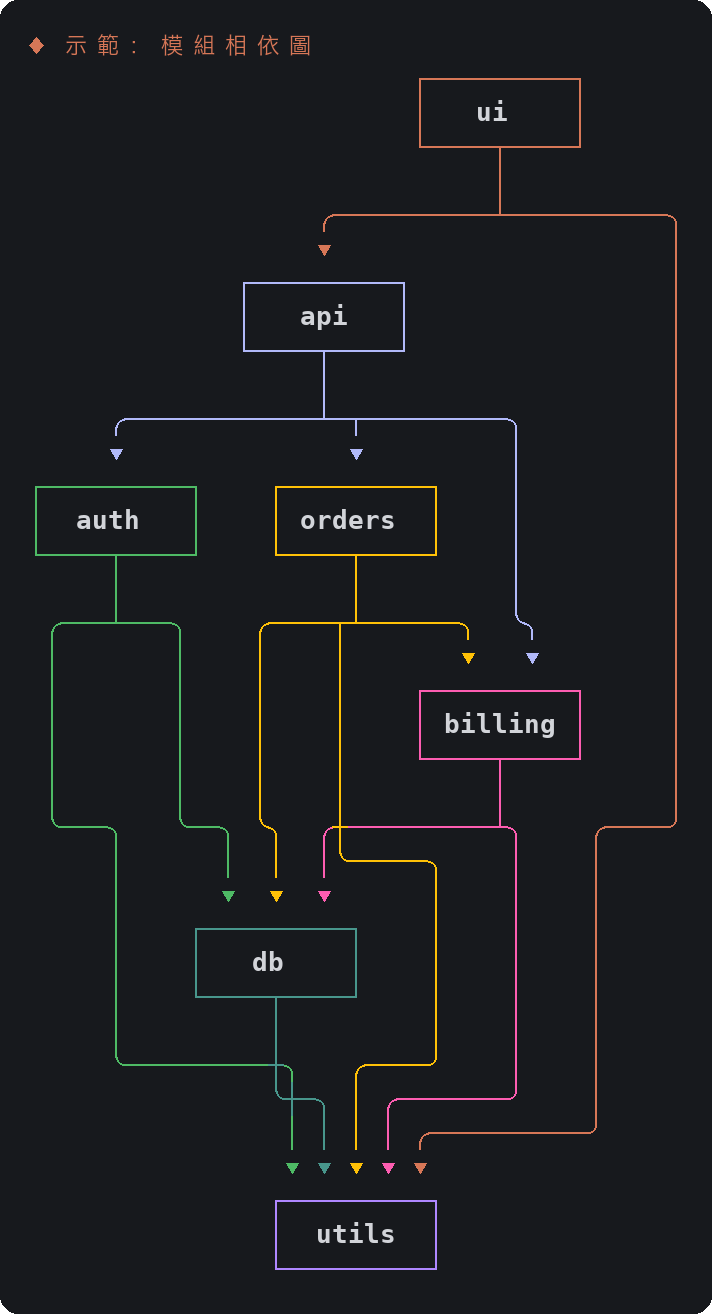 ◆ 示範：模組相依圖
ui
api
auth
orders
billing
db
utils